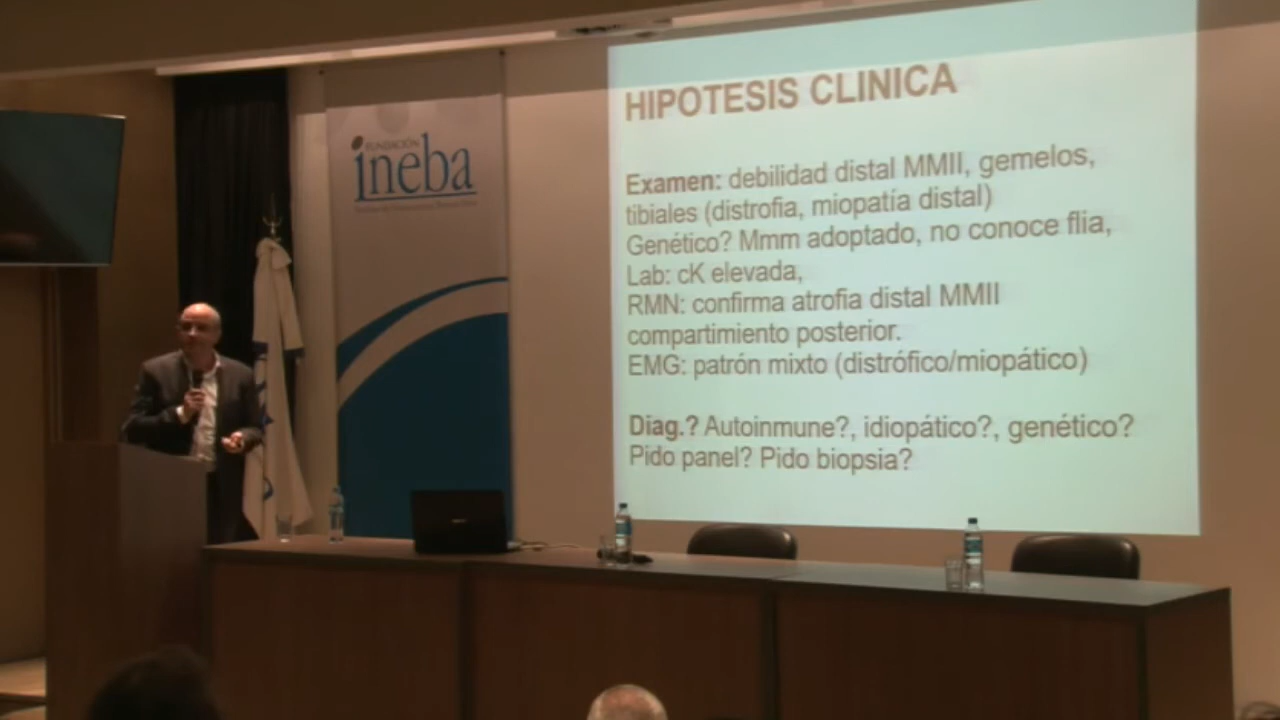 FUNDACIÓN
ineba
HIPOTESIS CLINICA
Examen: debilidad distal MMII, gemelos,
tibiales (distrofia, miopatía distal)
Genético? Mmm adoptado, no conoce flia,
Lab: cK elevada,
RMN: confirma atrofia distal MMII
compartimiento posterior.
EMG: patrón mixto (distrófico/miopático)
Diag.? Autoinmune?, idiopático?, genético?
Pido panel? Pido biopsia?